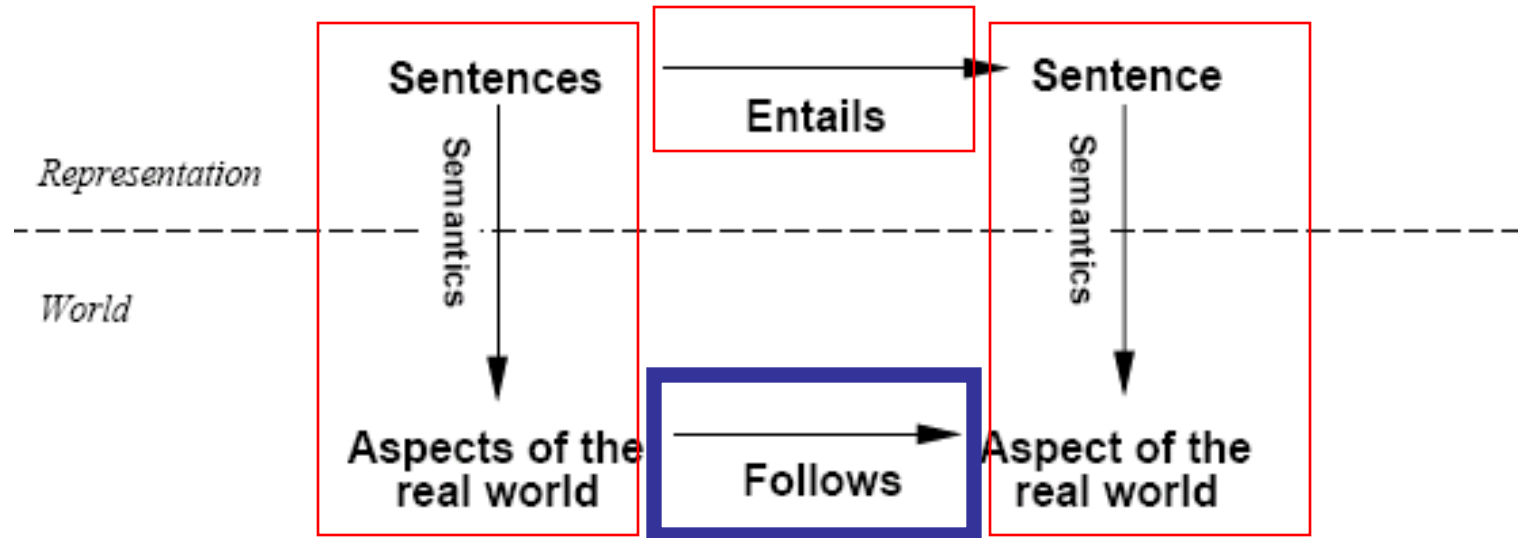 Sentences
Sentence
Entails
Semantics
Semantics
Representation
World
Aspects of the
real world
Follows
Aspect of the
real world